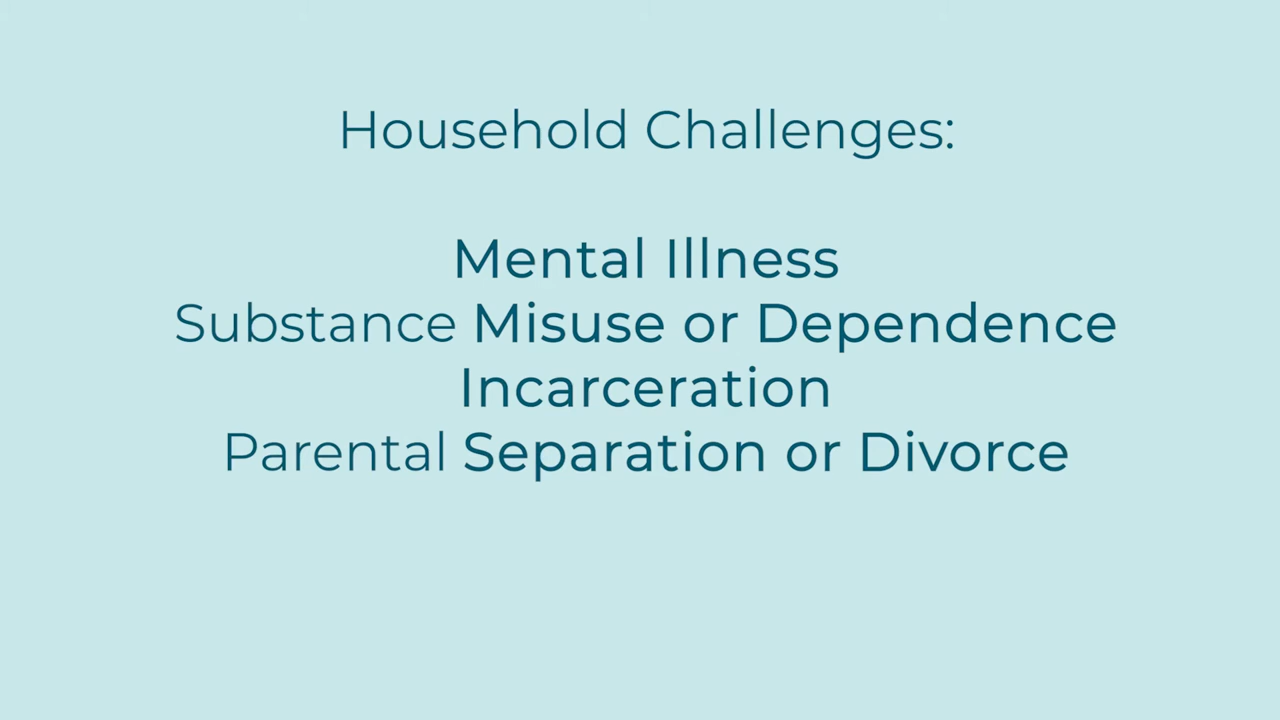 Household Challenges:
Mental Illness
Substance Misuse or Dependence
Incarceration
Parental Separation or Divorce